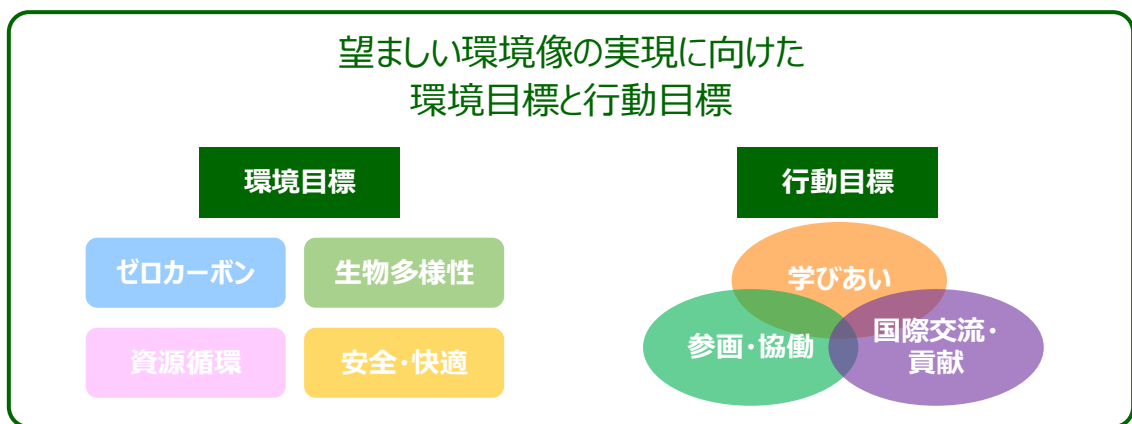 望ましい環境像の実現に向けた
環境目標と行動目標
環境目標
ゼロカーボン
生物多様性
資源循環
安全・快適
行動目標
学びあい
参画・協働
国際交流・
貢献